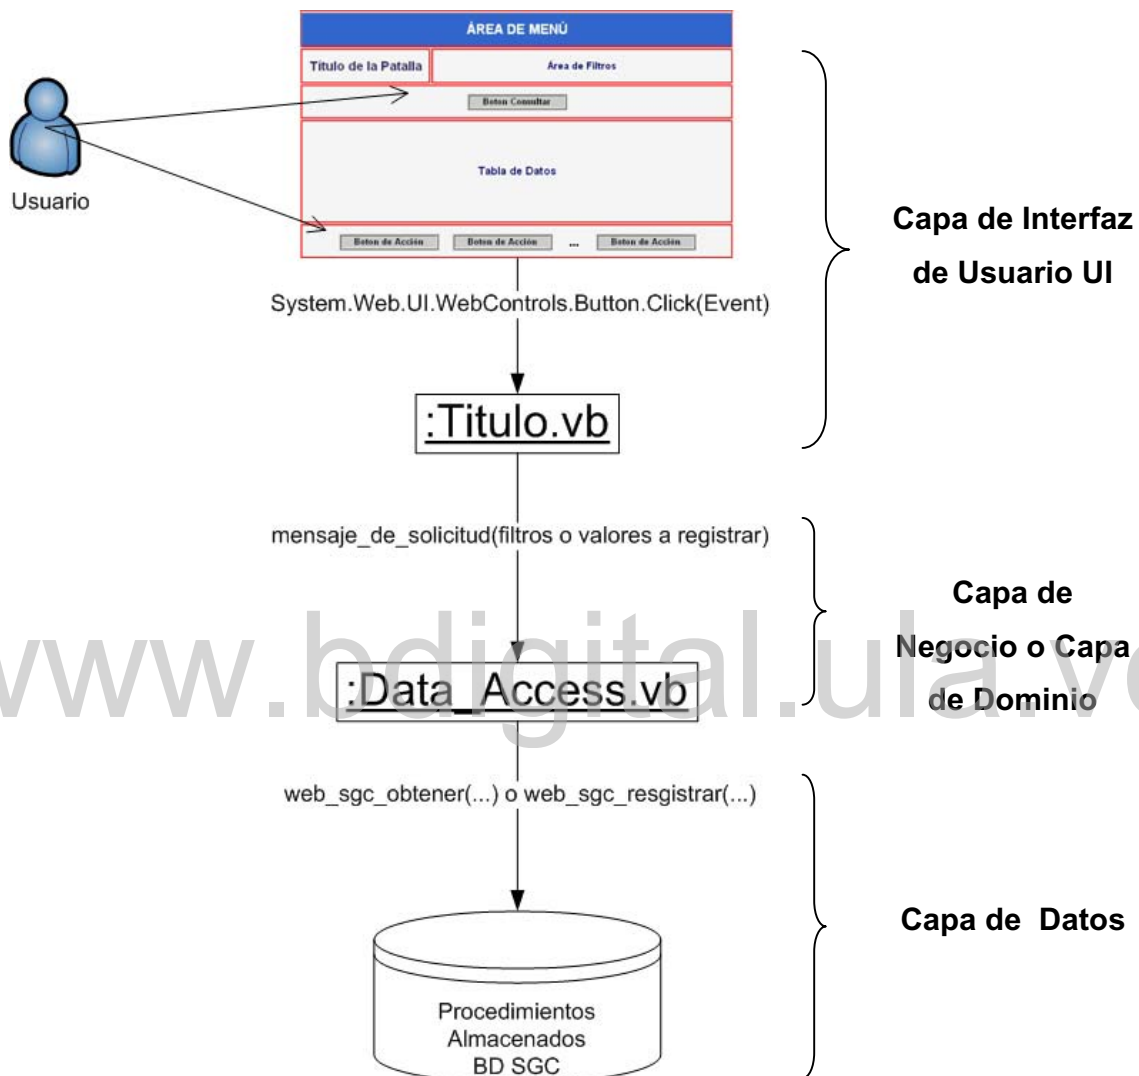 ÁREA DE MENÚ
Titulo de la Patalla
Área de Filtros
Boton Consultar
Tabla de Datos
Boton de Acción
Boton de Acción
...
Boton de Acción
Usuario
Capa de Interfaz
de Usuario UI
System.Web.UI.WebControls.Button.Click(Event)
:Titulo.vb
mensaje_de_solicitud(filtros o valores a registrar)
Capa de
Negocio o Capa
de Dominio
www.bdigital.ula.ve
:Data_Access.vb
web_sgc_obtener(...) o web_sgc_resgistrar(...)
Capa de Datos
Procedimientos
Almacenados
BD SGC